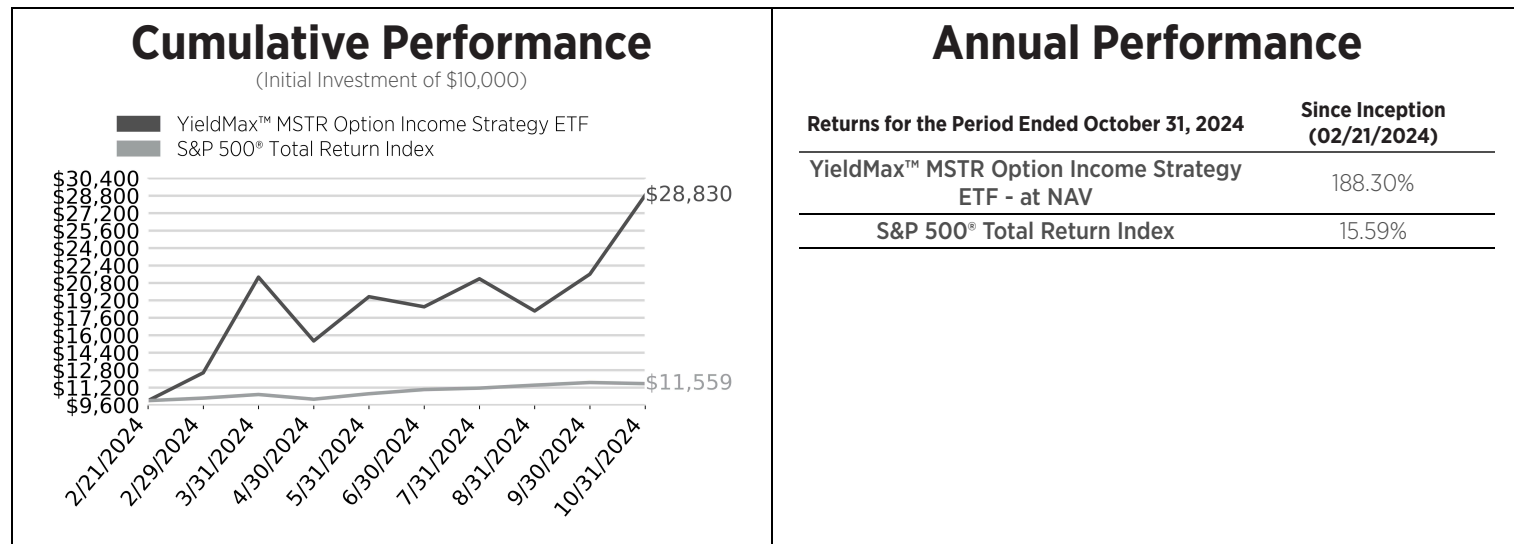 Cumulative Performance
(Initial Investment of $10,000)
YieldMax™ MSTR Option Income Strategy ETF
S&P 500® Total Return Index
$30,400
$28,800
$27,200
$25,600
$24,000
$22,400
$20,800
$19,200
$17,600
$16,000
$14,400
$12,800
$11,200
$9,600
$28,830
$11,559
2/21/2024
2/29/2024
3/31/2024
4/30/2024
5/31/2024
6/30/2024
7/31/2024
8/31/2024
9/30/2024
10/31/2024
Annual Performance
Returns for the Period Ended October 31, 2024
Since Inception
(02/21/2024)
YieldMax™ MSTR Option Income Strategy
ETF - at NAV
188.30%
S&P 500® Total Return Index
15.59%